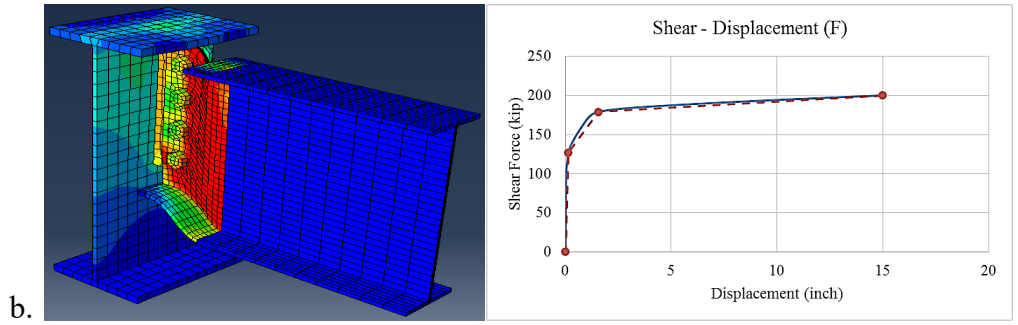 b.
Shear - Displacement (F)
Shear Force (kip)
250
200
150
100
50
0
0 5 10 15 20
Displacement (inch)